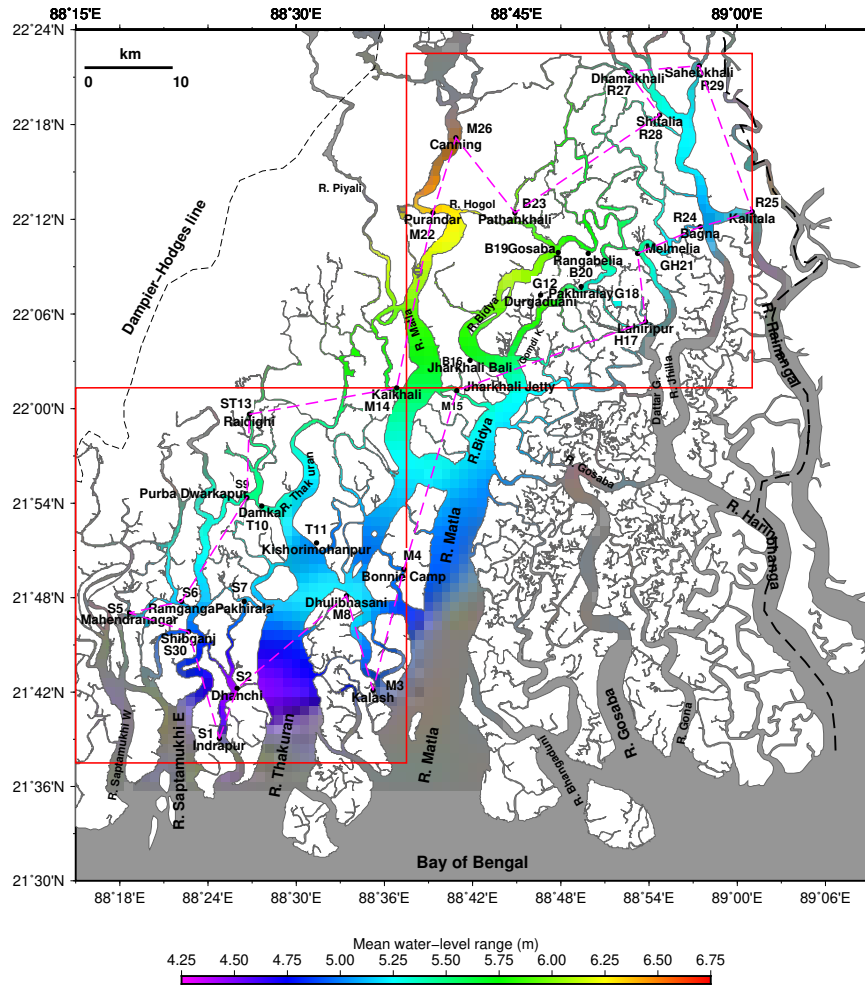 88˚15'E 88˚30'E 88˚45'E 89˚00'E
22˚24'N
km
0 10
Sahebkhali
R29
Dhamakhali
R27
22˚18'N
M26
Canning
Shitalia
R28
R. Piyali
R. Hogol
B23
Pathankhali
R25
Kalitala
R24
Bagna
22˚12'N
Purandar
M22
Dampier−Hodges line
B19
Gosaba
Melmelia
GH21
Rangabelia
B20
G12
Durgaduani
Pakhiralay
G18
22˚06'N
R. Matla
R.Bidya
Gomdi K.
Lahiripur
H17
R. Raimangal
B16
Jharkhali Bali
Kaikhali
M14
Jharkhali Jetty
M15
R. Jhilla
Dattar G.
22˚00'N
ST13
Raidighi
R.Bidya
R. Thak uran
R. Gosaba
S9
Purba Dwarkapur
21˚54'N
Damkal
T10
T11
Kishorimohanpur
R. Matla
R. Harinbhanga
M4
Bonnie Camp
S6
Ramganga
S7
Pakhirala
21˚48'N
S5
Mahendranagar
Dhulibhasani
M8
Shibganj
S30
S2
Dhanchi
M3
Kalash
21˚42'N
S1
Indrapur
R. Saptamukhi W.
R. Saptamukhi E
R. Thakuran
R. Matla
R. Bhangaduni
R. Gosaba
R. Gona
21˚36'N
Bay of Bengal
21˚30'N
88˚18'E 88˚24'E 88˚30'E 88˚36'E 88˚42'E 88˚48'E 88˚54'E 89˚00'E 89˚06'E
Mean water−level range (m)
4.25 4.50 4.75 5.00 5.25 5.50 5.75 6.00 6.25 6.50 6.75